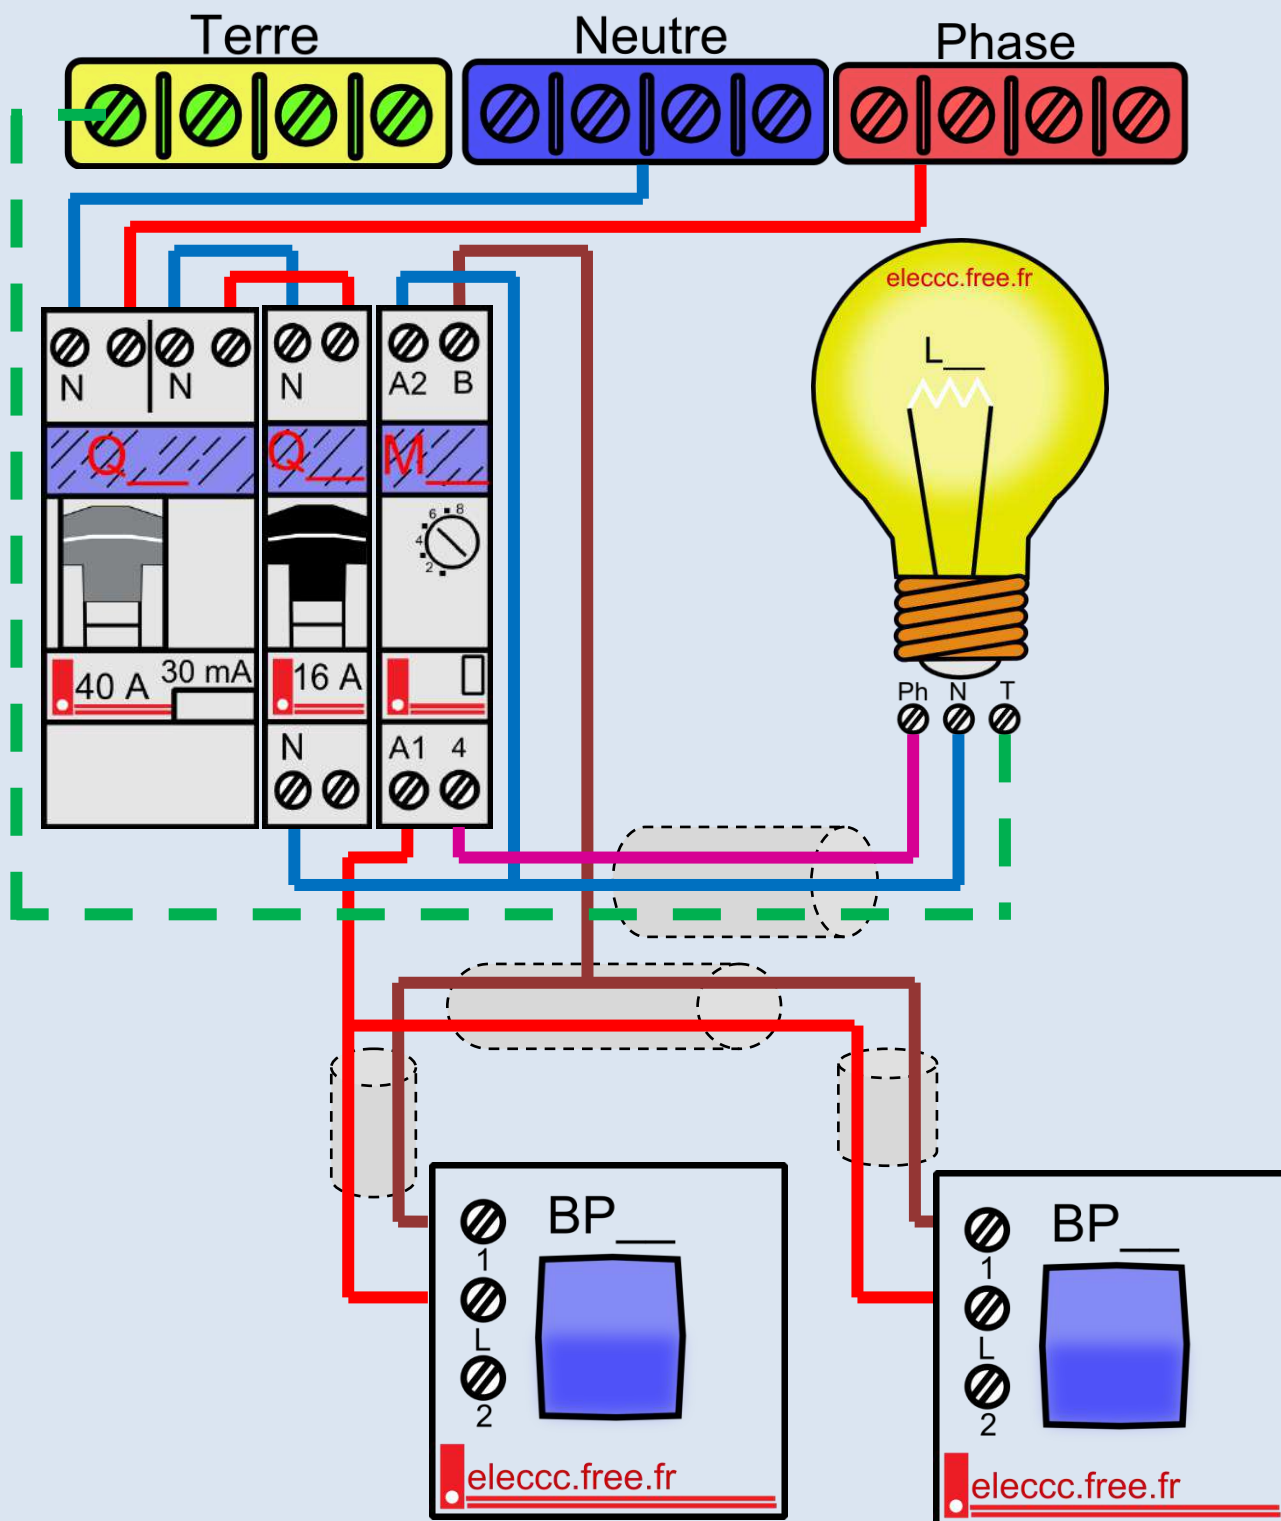 Terre
Neutre
Phase
eleccc.free.fr
L__
N
N
N
A2 B
Q__
Q__
M__
2
4
6
8
40 A
30 mA
16 A
N
A1 4
Ph N T
BP__
1
L
2
eleccc.free.fr
BP__
1
L
2
eleccc.free.fr